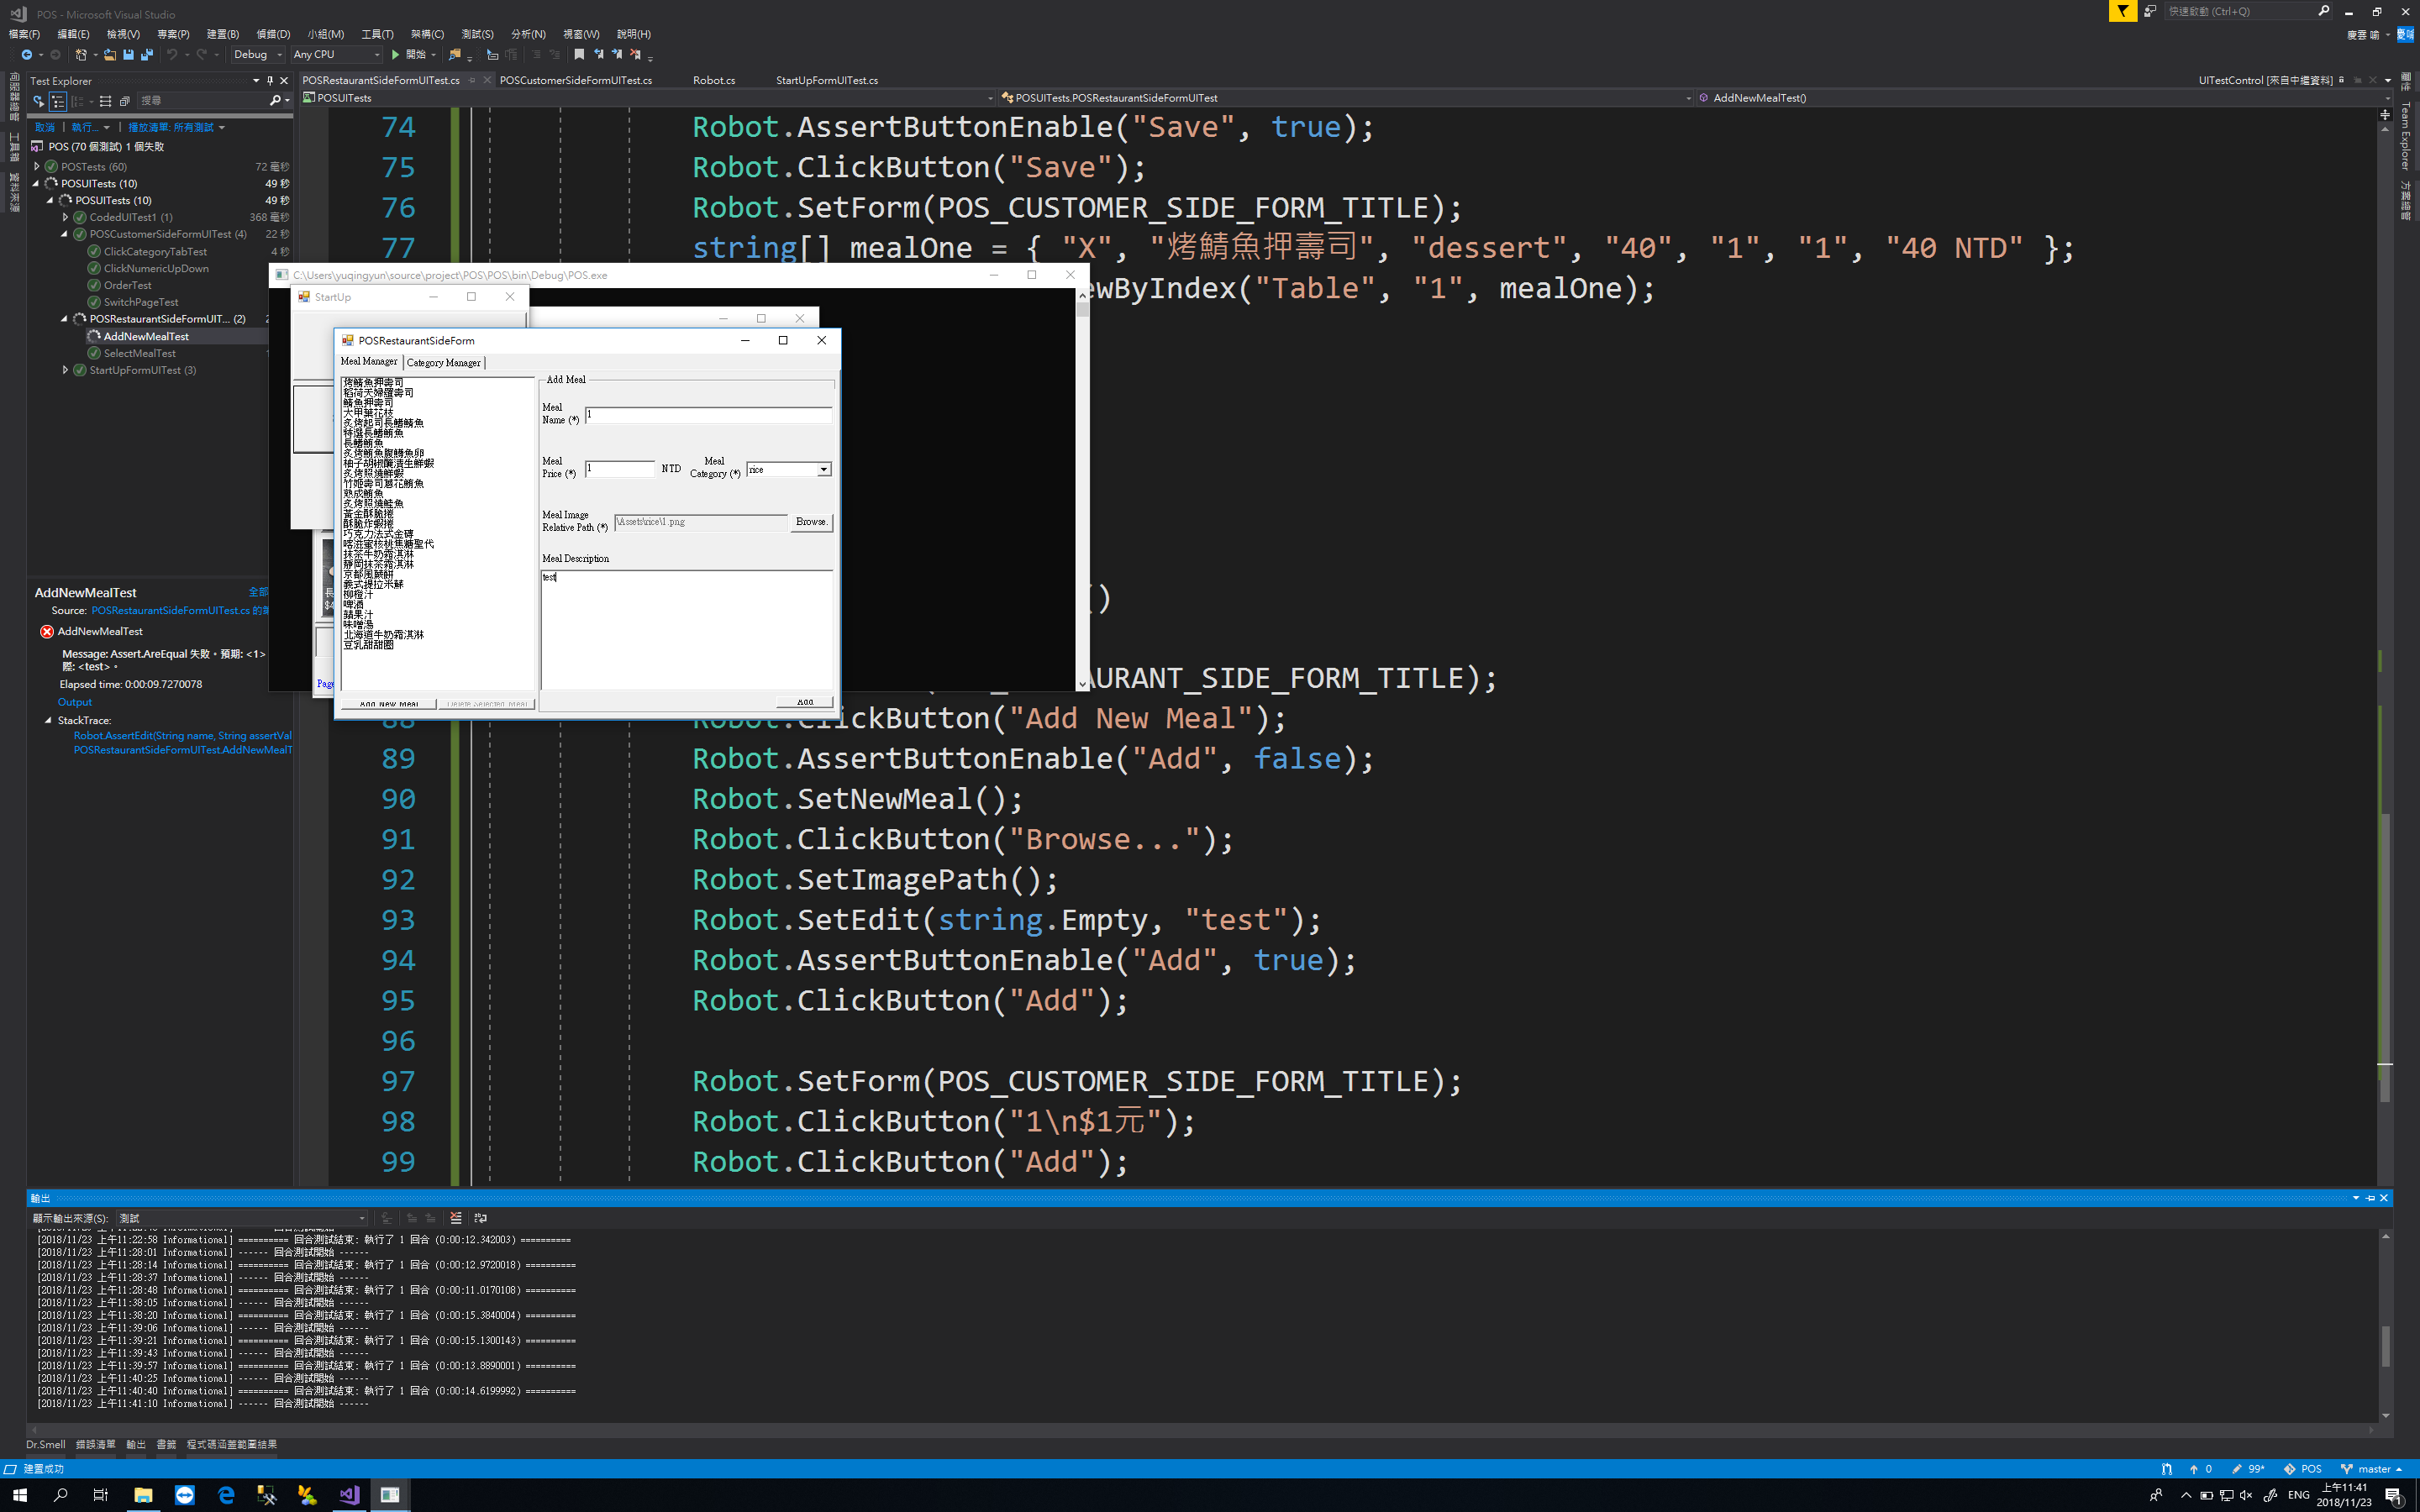 POS - Microsoft Visual Studio
快速啟動 (Ctrl+Q)
檔案(F) 編輯(E) 檢視(V) 專案(P) 建置(B) 偵錯(D) 小組(M) 工具(T) 架構(C) 測試(S) 分析(N) 視窗(W) 說明(H)
慶雲 喻
Debug Any CPU 開始
Test Explorer
搜尋
取消 執行... 播放清單: 所有測試
POS (70 個測試) 1 個失敗
POSTests (60) 72 毫秒
POSUITests (10) 49 秒
POSUITests (10) 49 秒
CodedUITest1 (1) 368 毫秒
POSCustomerSideFormUITest (4) 22 秒
ClickCategoryTabTest 4 秒
ClickNumericUpDown
OrderTest
SwitchPageTest
POSRestaurantSideFormUIT... (2)
AddNewMealTest
SelectMealTest
StartUpFormUITest (3)
AddNewMealTest
Source: POSRestaurantSideFormUITest.cs
AddNewMealTest
Message: Assert.AreEqual 失敗。預期: <1>
際: <test>。
Elapsed time: 0:00:09.7270078
Output
StackTrace:
Robot.AssertEdit(String name, String assertVal
POSRestaurantSideFormUITest.AddNewMealT
POSRestaurantSideFormUITest.cs POSCustomerSideFormUITest.cs Robot.cs StartUpFormUITest.cs UITestControl [來自中繼資料]
POSUITests POSUITests.POSRestaurantSideFormUITest AddNewMealTest()
Team Explorer
74 Robot.AssertButtonEnable("Save", true);
75 Robot.ClickButton("Save");
76 Robot.SetForm(POS_CUSTOMER_SIDE_FORM_TITLE);
77 string[] mealOne = { "X", "烤鯖魚押壽司", "dessert", "40", "1", "1", "40 NTD" };
ewByIndex("Table", "1", mealOne);
()
AURANT_SIDE_FORM_TITLE);
88 Robot.ClickButton("Add New Meal");
89 Robot.AssertButtonEnable("Add", false);
90 Robot.SetNewMeal();
91 Robot.ClickButton("Browse...");
92 Robot.SetImagePath();
93 Robot.SetEdit(string.Empty, "test");
94 Robot.AssertButtonEnable("Add", true);
95 Robot.ClickButton("Add");
96
97 Robot.SetForm(POS_CUSTOMER_SIDE_FORM_TITLE);
98 Robot.ClickButton("1\n$1元");
99 Robot.ClickButton("Add");
C:\Users\yuqingyun\source\project\POS\POS\bin\Debug\POS.exe
StartUp
POSRestaurantSideForm
Meal Manager Category Manager
烤鯖魚押壽司
稻荷天婦羅壽司
鯖魚押壽司
大甲葉花枝
炙烤起司長鰭鮪魚
特選長鰭鮪魚
長鰭鮪魚
炙烤鮪魚腹鱈魚卵
柚子胡椒醃漬生鮮蝦
炙烤照燒鮮蝦
竹姬壽司蔥花鮪魚
熟成鮪魚
炙烤照燒鮭魚
黃金酥脆捲
酥脆炸蝦捲
巧克力法式金磚
喀滋蜜核桃焦糖聖代
抹茶牛奶霜淇淋
靜岡抹茶霜淇淋
京都風蕨餅
義式提拉米蘇
柳橙汁
啤酒
蘋果汁
味噌湯
北海道牛奶霜淇淋
豆乳甜甜圈
Add New Meal Delete Selected Meal
Add Meal
Meal Name (*) 1
Meal Price (*) 1 NTD Meal Category (*) rice
Meal Image Relative Path (*) \Assets\rice\1.png Browse.
Meal Description
test
Add
Page
輸出
顯示輸出來源(S): 測試
[2018/11/23 上午11:22:58 Informational] ========== 回合測試結束: 執行了 1 回合 (0:00:12.342003) ==========
[2018/11/23 上午11:28:01 Informational] ------ 回合測試開始 ------
[2018/11/23 上午11:28:14 Informational] ========== 回合測試結束: 執行了 1 回合 (0:00:12.9720018) ==========
[2018/11/23 上午11:28:37 Informational] ------ 回合測試開始 ------
[2018/11/23 上午11:28:48 Informational] ========== 回合測試結束: 執行了 1 回合 (0:00:11.0170108) ==========
[2018/11/23 上午11:38:05 Informational] ------ 回合測試開始 ------
[2018/11/23 上午11:38:20 Informational] ========== 回合測試結束: 執行了 1 回合 (0:00:15.3840004) ==========
[2018/11/23 上午11:39:06 Informational] ------ 回合測試開始 ------
[2018/11/23 上午11:39:21 Informational] ========== 回合測試結束: 執行了 1 回合 (0:00:15.1300143) ==========
[2018/11/23 上午11:39:43 Informational] ------ 回合測試開始 ------
[2018/11/23 上午11:39:57 Informational] ========== 回合測試結束: 執行了 1 回合 (0:00:13.8890001) ==========
[2018/11/23 上午11:40:25 Informational] ------ 回合測試開始 ------
[2018/11/23 上午11:40:40 Informational] ========== 回合測試結束: 執行了 1 回合 (0:00:14.6199992) ==========
[2018/11/23 上午11:41:10 Informational] ------ 回合測試開始 ------
Dr.Smell 錯誤清單 輸出 書籤 程式碼涵蓋範圍結果
建置成功 0 99* POS master
ENG 上午11:41
2018/11/23